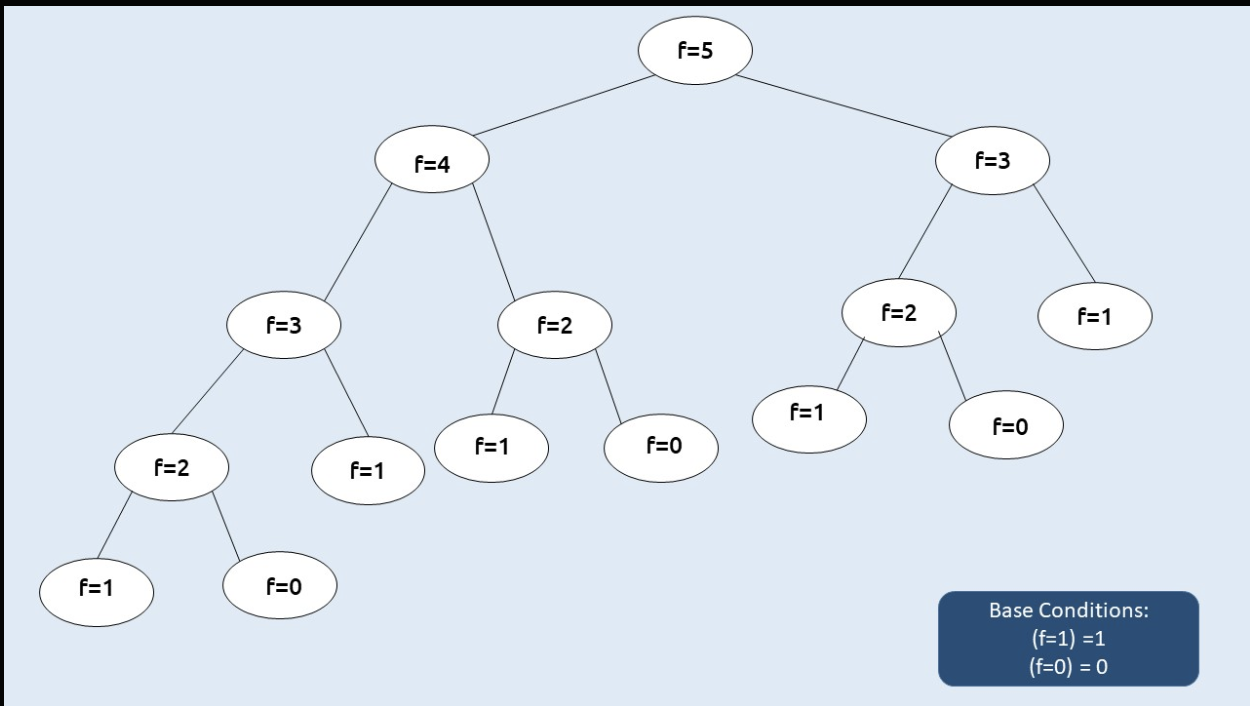 f=5
f=4
f=3
f=3
f=2
f=2
f=1
f=2
f=1
f=1
f=0
f=1
f=0
f=1
f=0
Base Conditions:
(f=1) =1
(f=0) = 0